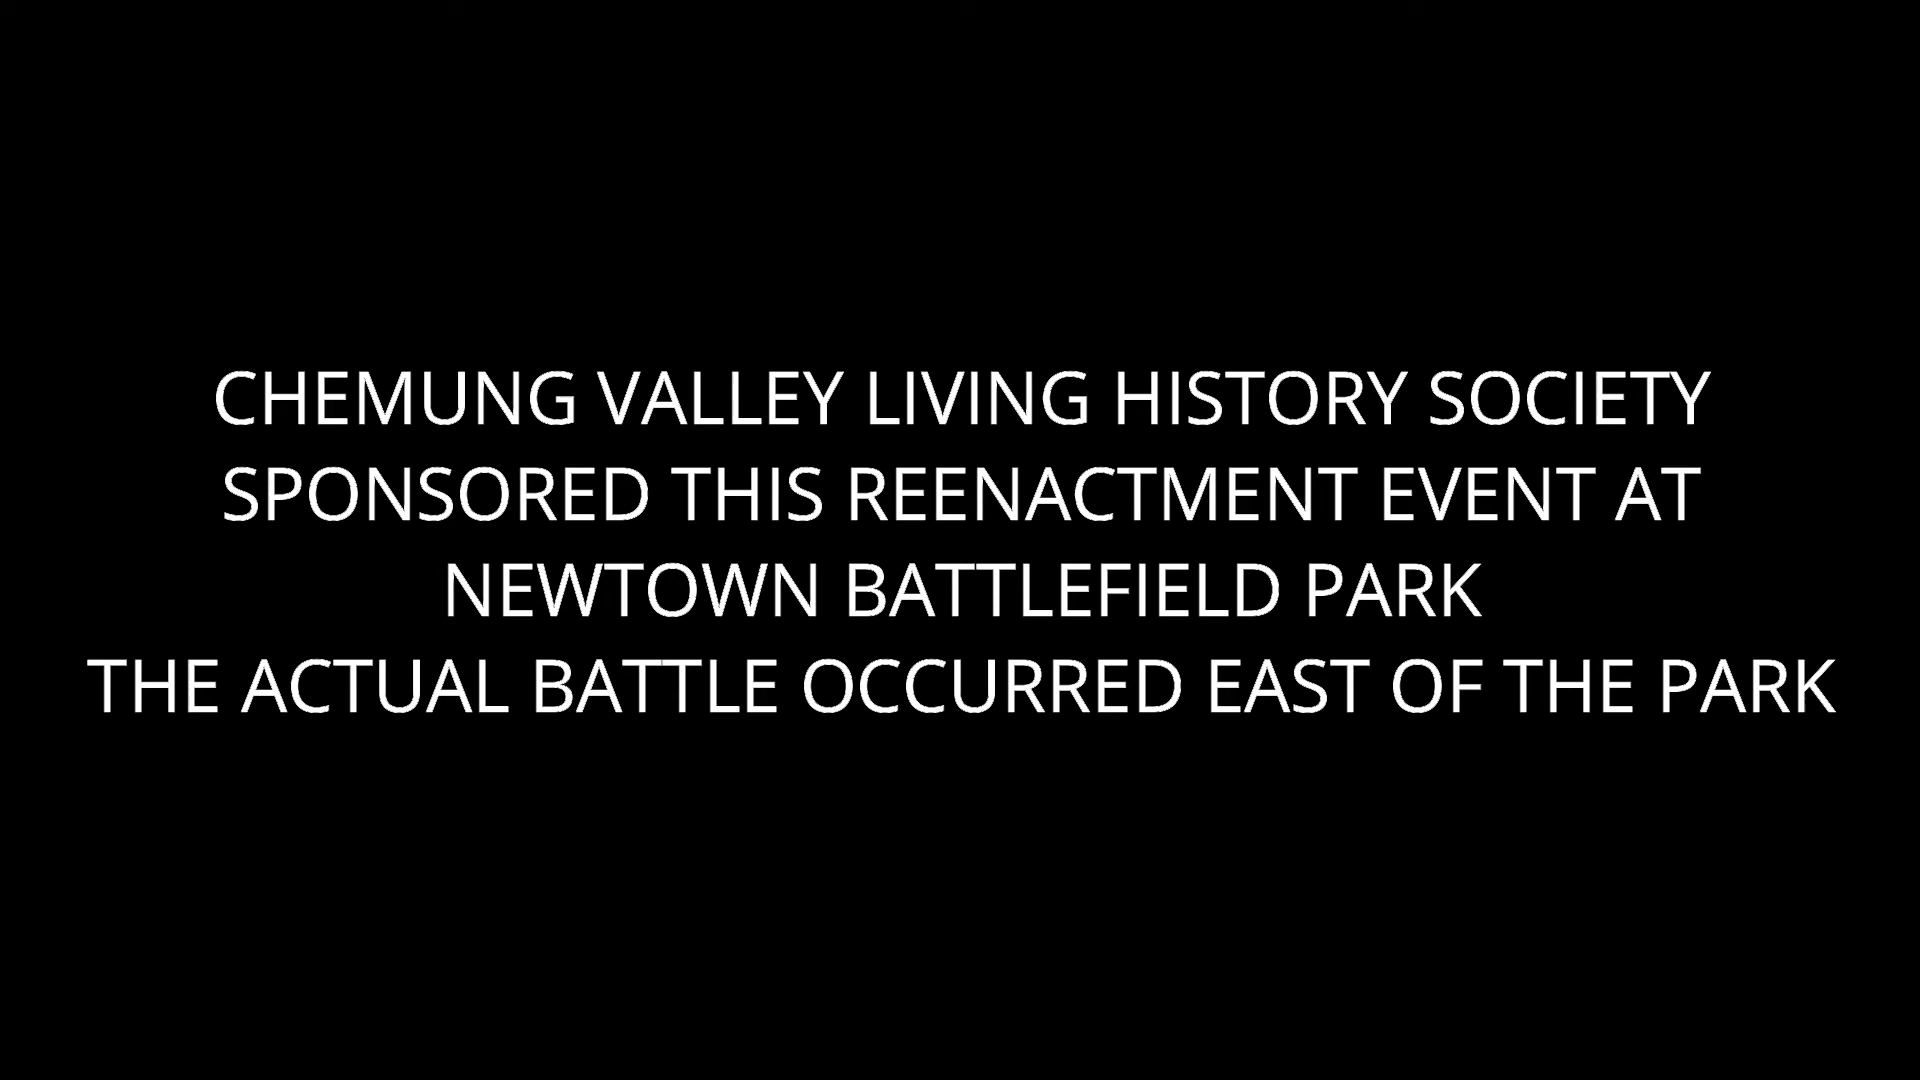 CHEMUNG VALLEY LIVING HISTORY SOCIETY
SPONSORED THIS REENACTMENT EVENT AT
NEWTOWN BATTLEFIELD PARK
THE ACTUAL BATTLE OCCURRED EAST OF THE PARK